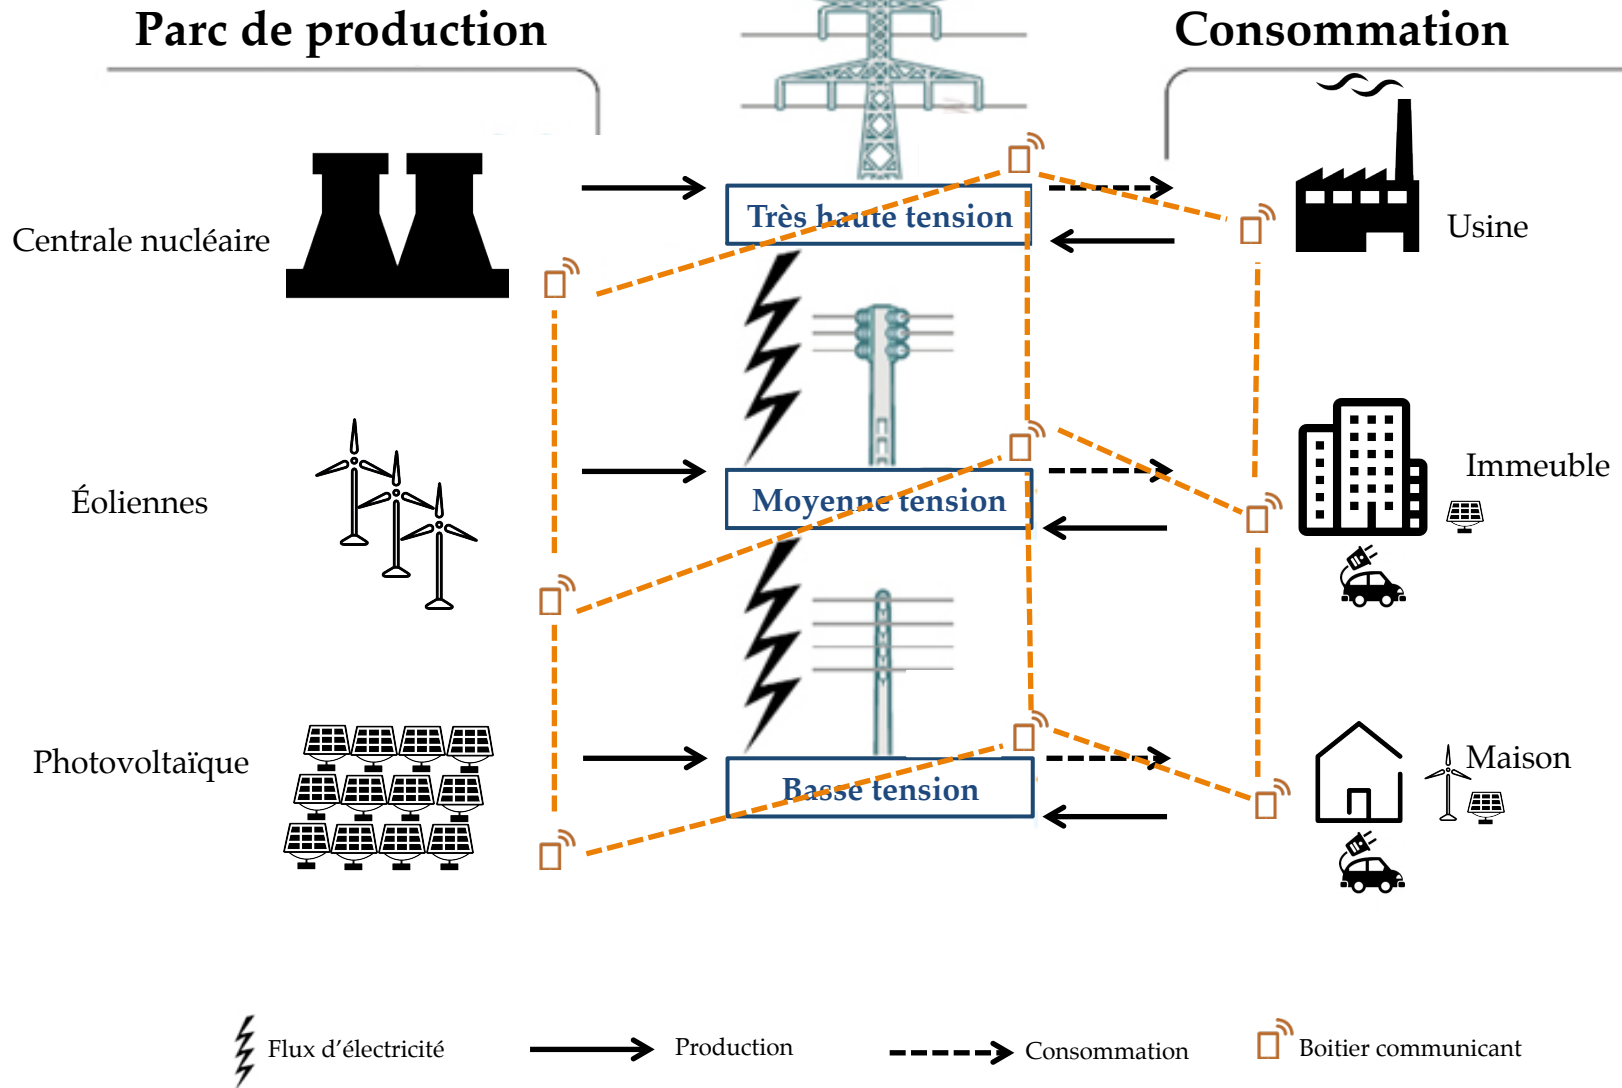 Parc de production
Consommation
Centrale nucléaire
Très haute tension
Usine
Éoliennes
Moyenne tension
Immeuble
Photovoltaïque
Basse tension
Maison
Flux d'électricité
Production
Consommation
Boitier communicant